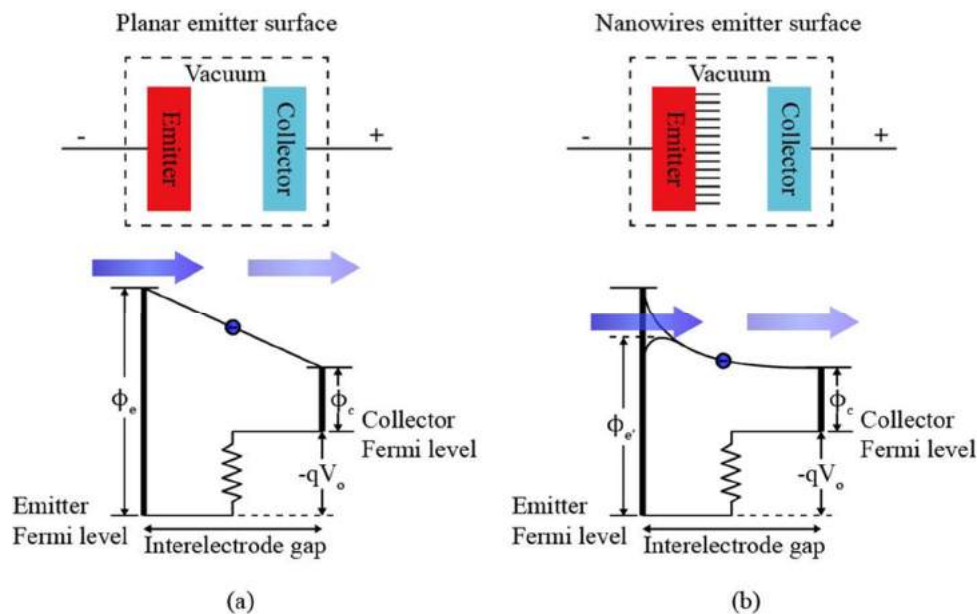 Planar emitter surface
Vacuum
Emitter
Collector
-
+
ϕe
ϕc
Collector
Fermi level
-qVo
Emitter
Fermi level
Interelectrode gap
(a)
Nanowires emitter surface
Vacuum
Emitter
Collector
-
+
ϕe'
ϕc
Collector
Fermi level
-qVo
Emitter
Fermi level
Interelectrode gap
(b)